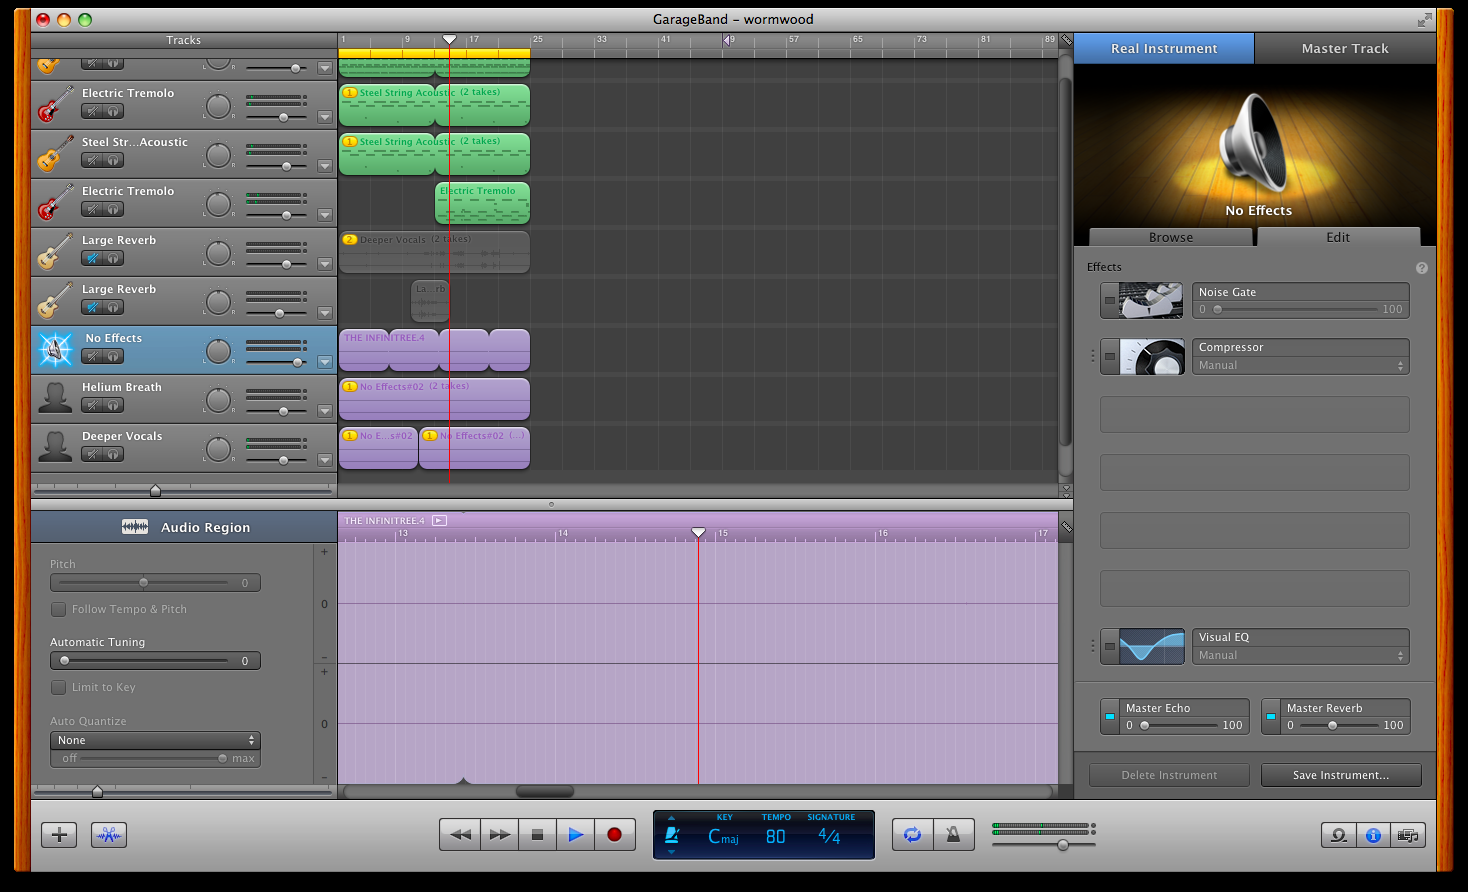 GarageBand – wormwood
Tracks
1 9 17 25 33 41 49 57 65 73 81 89
Real Instrument
Master Track
Electric Tremolo
L R
1 Steel String Acoustic (2 takes)
Steel Str...Acoustic
L R
1 Steel String Acoustic (2 takes)
Electric Tremolo
L R
Electric Tremolo
Large Reverb
L R
2 Deeper Vocals (2 takes)
Large Reverb
L R
La...rb
No Effects
L R
THE INFINITREE.4
Helium Breath
L R
1 No Effects#02 (2 takes)
Deeper Vocals
L R
1 No E...s#02
1 No Effects#02 (...)
No Effects
Browse
Edit
Effects
?
Noise Gate
0 100
Compressor
Manual
Visual EQ
Manual
Master Echo
0 100
Master Reverb
0 100
Delete Instrument
Save Instrument...
Audio Region
THE INFINITREE.4
13 14 15 16 17
Pitch
0
Follow Tempo & Pitch
Automatic Tuning
0
Limit to Key
Auto Quantize
None
off max
+
0
–
+
0
–
KEY TEMPO SIGNATURE
Cmaj 80 4/4